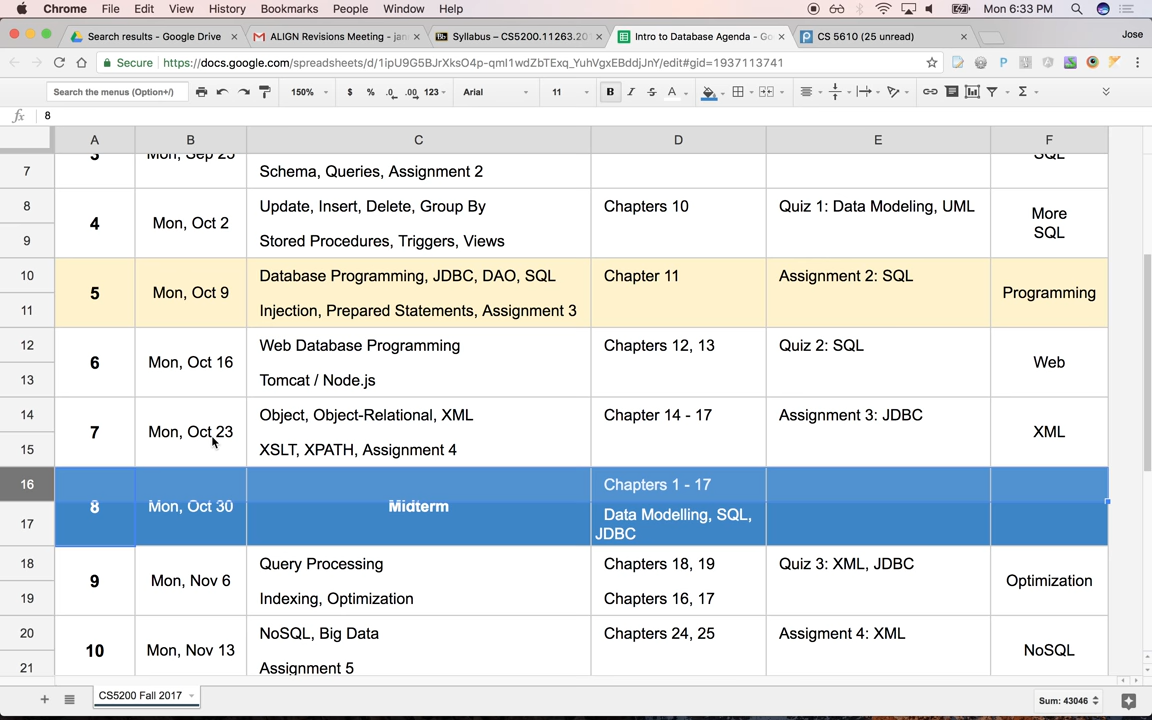 Chrome File Edit View History Bookmarks People Window Help Mon 6:33 PM
Search results - Google Drive × ALIGN Revisions Meeting - jan × Syllabus – CS5200.11263.20 × Intro to Database Agenda - Go × CS 5610 (25 unread) × Jose
Secure https://docs.google.com/spreadsheets/d/1ipU9G5BJrXksO4p-qmI1wdZbTExq_YuhVgxEBddjJnY/edit#gid=1937113741
Search the menus (Option+/) 150% $ % .0 .00 123 Arial 11 B I S A
fx 8
A B C D E F
3 Mon, Sep 25 SQL
7 Schema, Queries, Assignment 2
8 Update, Insert, Delete, Group By Chapters 10 Quiz 1: Data Modeling, UML
4 Mon, Oct 2 More SQL
9 Stored Procedures, Triggers, Views
10 Database Programming, JDBC, DAO, SQL Chapter 11 Assignment 2: SQL
5 Mon, Oct 9 Programming
11 Injection, Prepared Statements, Assignment 3
12 Web Database Programming Chapters 12, 13 Quiz 2: SQL
6 Mon, Oct 16 Web
13 Tomcat / Node.js
14 Object, Object-Relational, XML Chapter 14 - 17 Assignment 3: JDBC
7 Mon, Oct 23 XML
15 XSLT, XPATH, Assignment 4
16 Chapters 1 - 17
8 Mon, Oct 30 Midterm
17 Data Modelling, SQL,
JDBC
18 Query Processing Chapters 18, 19 Quiz 3: XML, JDBC
9 Mon, Nov 6 Optimization
19 Indexing, Optimization Chapters 16, 17
20 NoSQL, Big Data Chapters 24, 25 Assigment 4: XML
10 Mon, Nov 13 NoSQL
21 Assignment 5
CS5200 Fall 2017 Sum: 43046